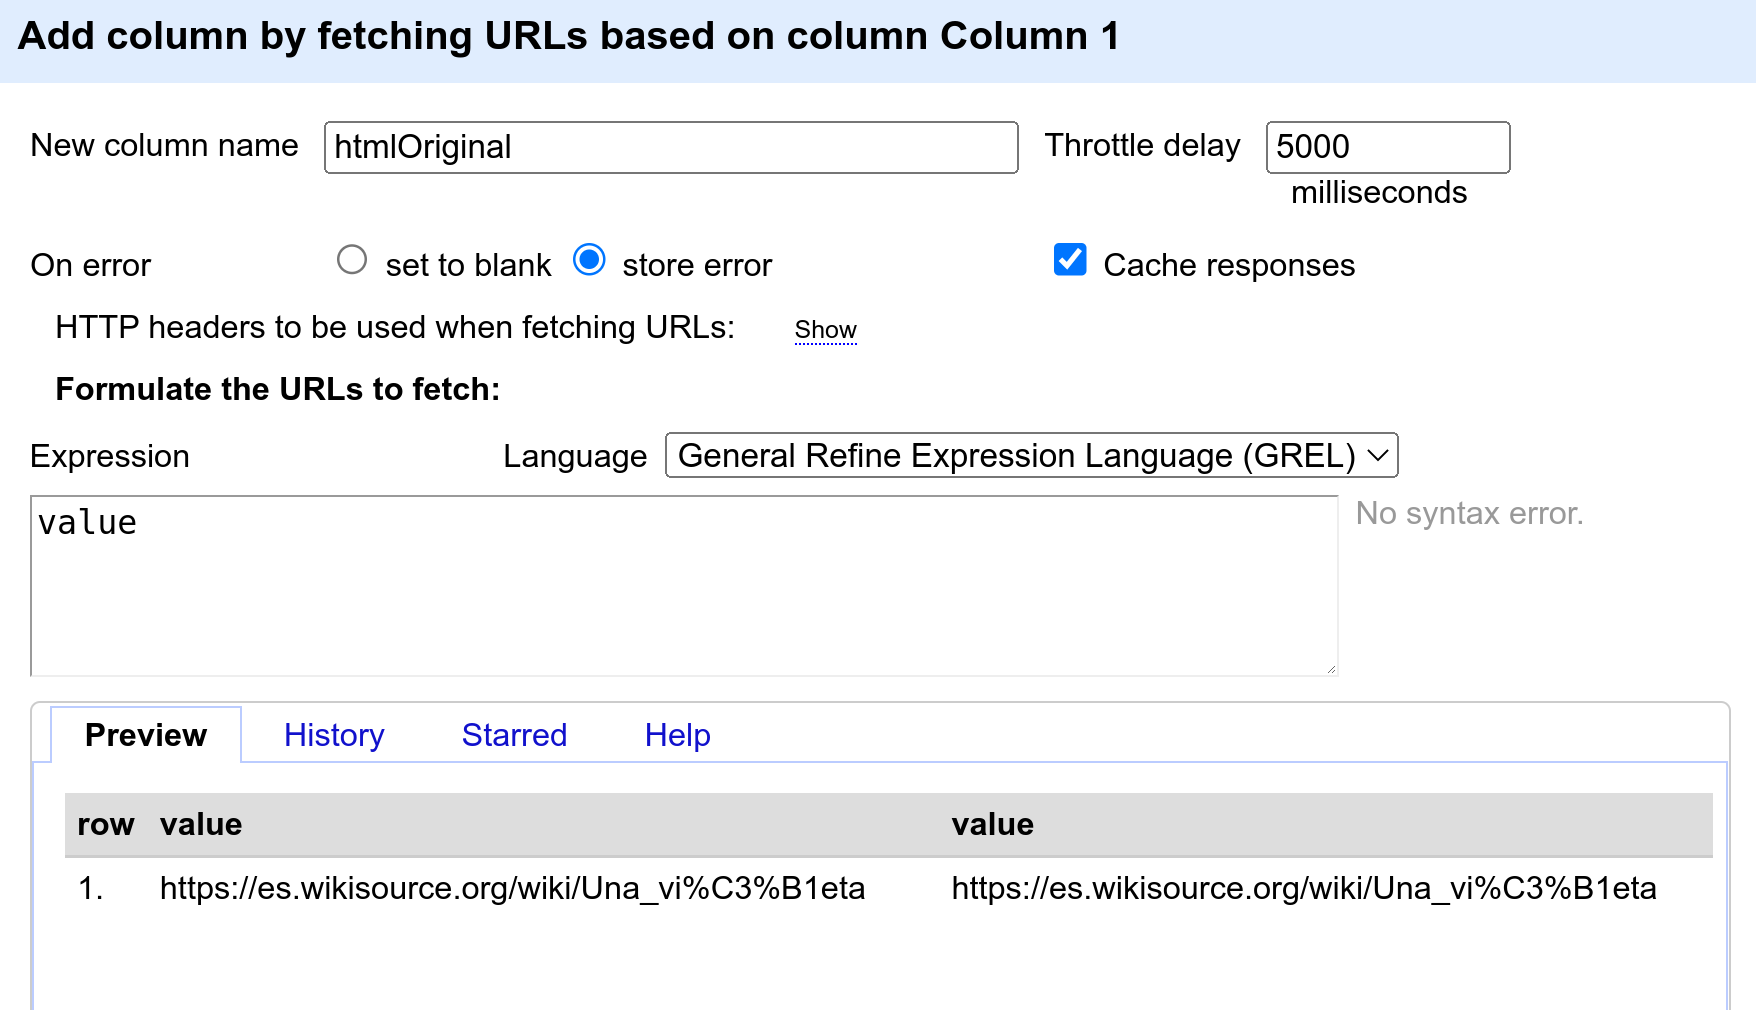 Add column by fetching URLs based on column Column 1
New column name htmlOriginal Throttle delay 5000
milliseconds
On error set to blank store error Cache responses
HTTP headers to be used when fetching URLs: Show
Formulate the URLs to fetch:
Expression Language General Refine Expression Language (GREL)
value No syntax error.
Preview History Starred Help
row value value
1. https://es.wikisource.org/wiki/Una_vi%C3%B1eta https://es.wikisource.org/wiki/Una_vi%C3%B1eta